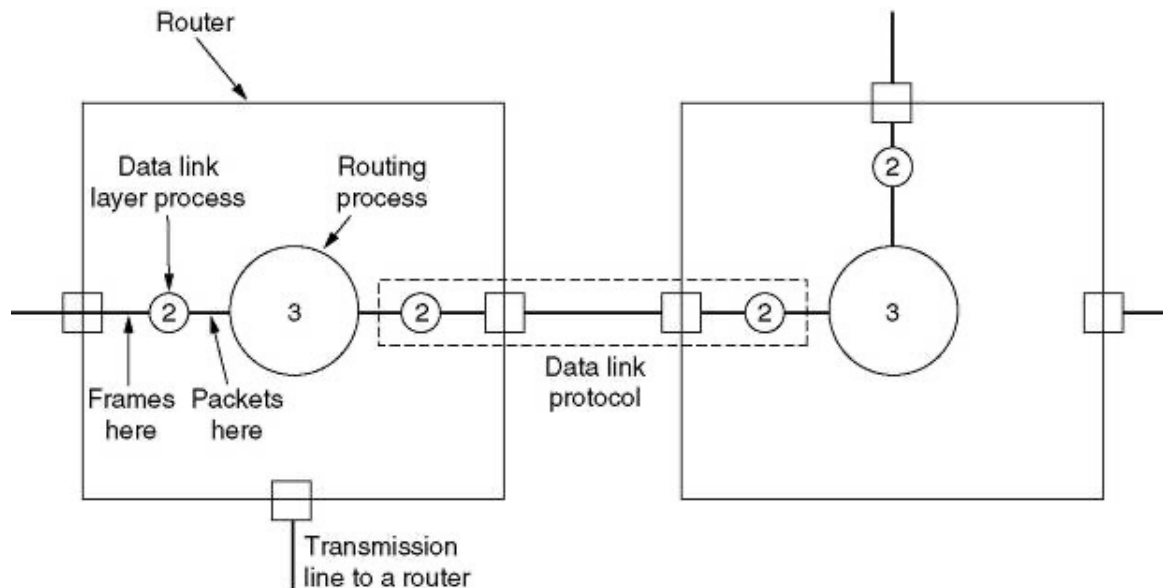 Router
Data link
layer process
Routing
process
2
2
3
2
2
3
Frames
here
Packets
here
Data link
protocol
Transmission
line to a router